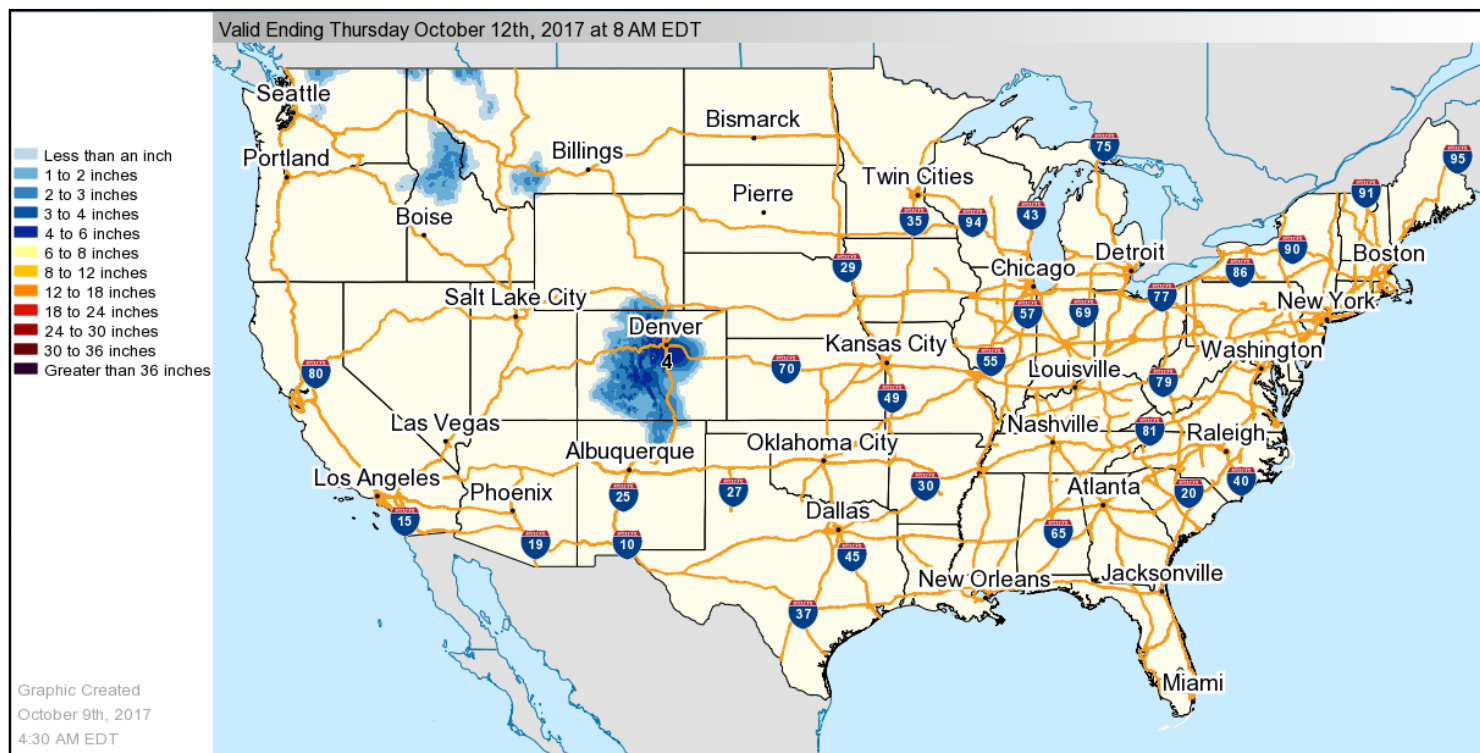 Valid Ending Thursday October 12th, 2017 at 8 AM EDT
Less than an inch
1 to 2 inches
2 to 3 inches
3 to 4 inches
4 to 6 inches
6 to 8 inches
8 to 12 inches
12 to 18 inches
18 to 24 inches
24 to 30 inches
30 to 36 inches
Greater than 36 inches
Graphic Created
October 9th, 2017
4:30 AM EDT
Seattle
Portland
Boise
Billings
Bismarck
Pierre
Twin Cities
75
95
91
35
94
43
90
Boston
Detroit
86
29
Chicago
77
New York
Salt Lake City
Denver
4
57
69
Kansas City
Washington
80
70
55
Louisville
79
49
Las Vegas
Nashville
81
Raleigh
Albuquerque
Oklahoma City
Los Angeles
Phoenix
25
27
30
Atlanta
20
40
15
Dallas
19
10
45
65
New Orleans
Jacksonville
37
Miami